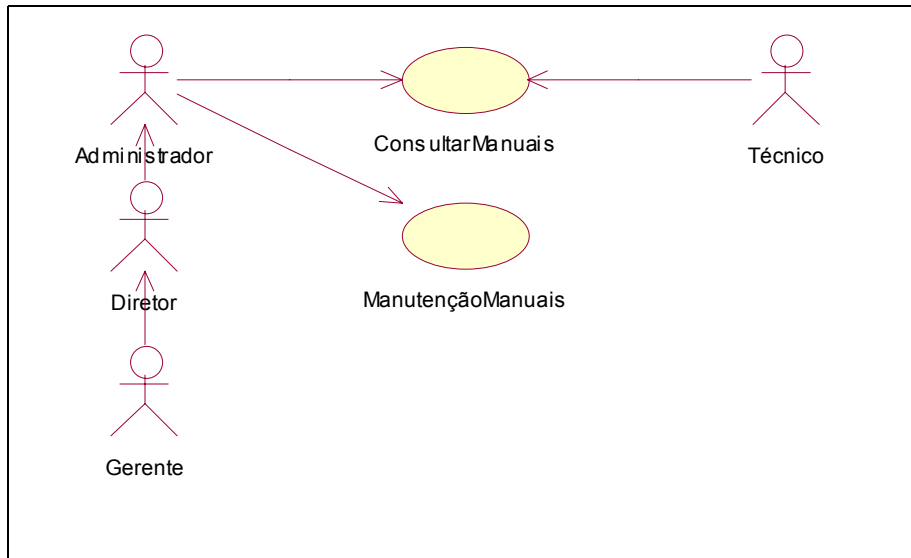 Administrador
ConsultarManuais
Técnico
Diretor
ManutençãoManuais
Gerente